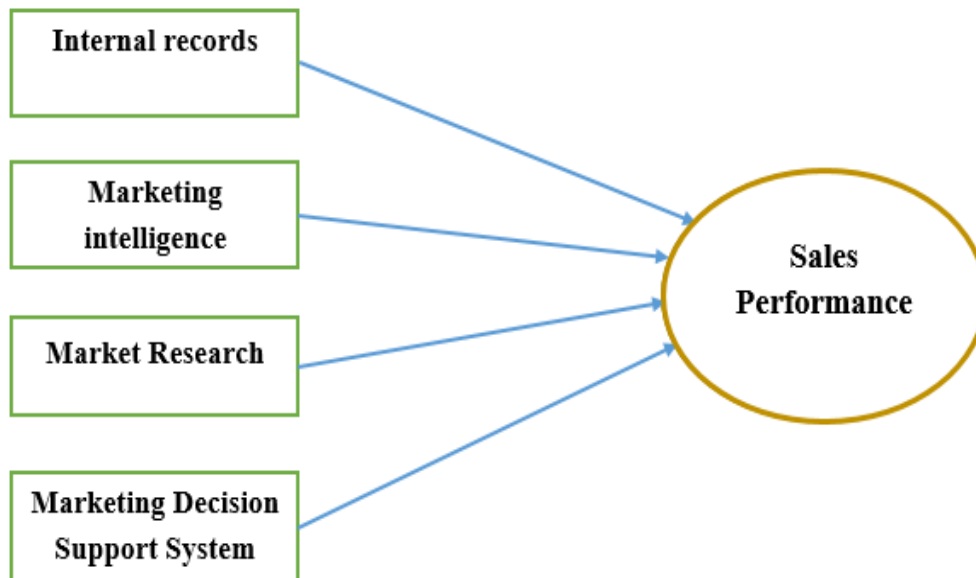 Internal records
Marketing
intelligence
Market Research
Marketing Decision
Support System
Sales
Performance